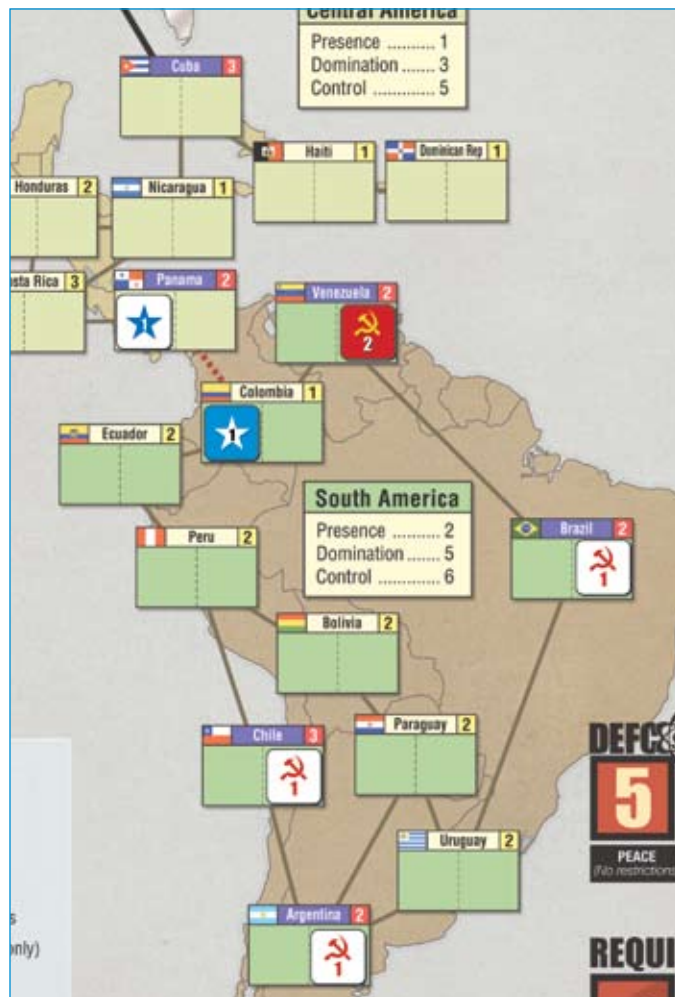 Central America
Presence .......... 1
Domination ..... 3
Control ............. 5
Cuba 3
Haiti 1
Dominican Rep 1
Honduras 2
Nicaragua 1
sta Rica 3
Panama 2
1
Venezuela 2
2
Colombia 1
1
Ecuador 2
South America
Presence .......... 2
Domination ..... 5
Control ............ 6
Peru 2
Brazil 2
1
Bolivia 2
Chile 3
1
Paraguay 2
DEFC
5
Uruguay 2
PEACE
(No restrictions
Argentina 2
1
s
only)
REQUI